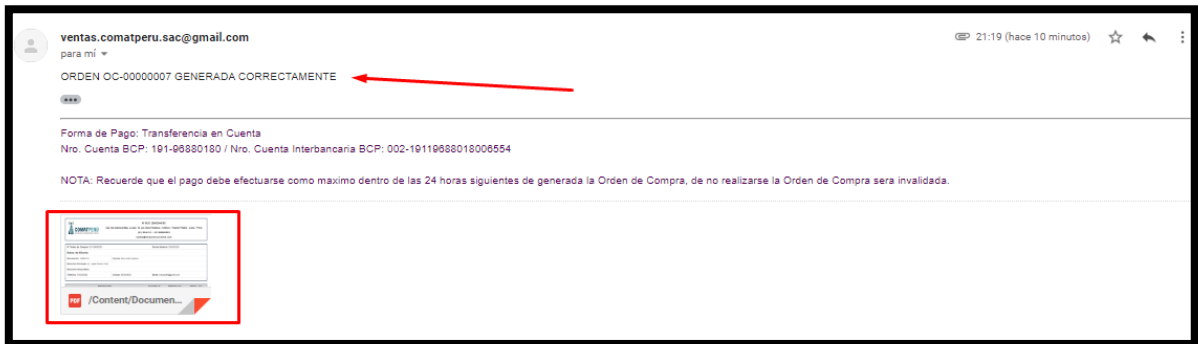 ventas.comatperu.sac@gmail.com
21:19 (hace 10 minutos)
para mí
ORDEN OC-00000007 GENERADA CORRECTAMENTE
Forma de Pago: Transferencia en Cuenta
Nro. Cuenta BCP: 191-96880180 / Nro. Cuenta Interbancaria BCP: 002-19119688018006554
NOTA: Recuerde que el pago debe efectuarse como maximo dentro de las 24 horas siguientes de generada la Orden de Compra, de no realizarse la Orden de Compra sera invalidada.
COMATPERÚ
PDF /Content/Documen...